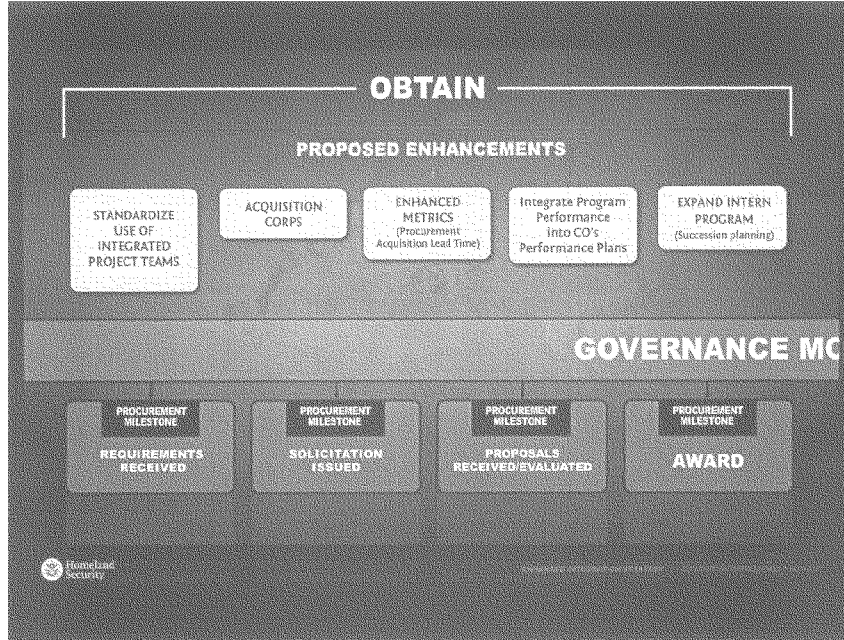 OBTAIN
PROPOSED ENHANCEMENTS
STANDARDIZE
USE OF
INTEGRATED
PROJECT TEAMS
ACQUISITION
CORPS
ENHANCED
METRICS
(Procurement
Acquisition Lead Time)
Integrate Program
Performance
into CO's
Performance Plans
EXPAND INTERN
PROGRAM
(Succession planning)
GOVERNANCE MO
PROCUREMENT
MILESTONE
REQUIREMENTS
RECEIVED
PROCUREMENT
MILESTONE
SOLICITATION
ISSUED
PROCUREMENT
MILESTONE
PROPOSALS
RECEIVED/EVALUATED
PROCUREMENT
MILESTONE
AWARD
Homeland
Security